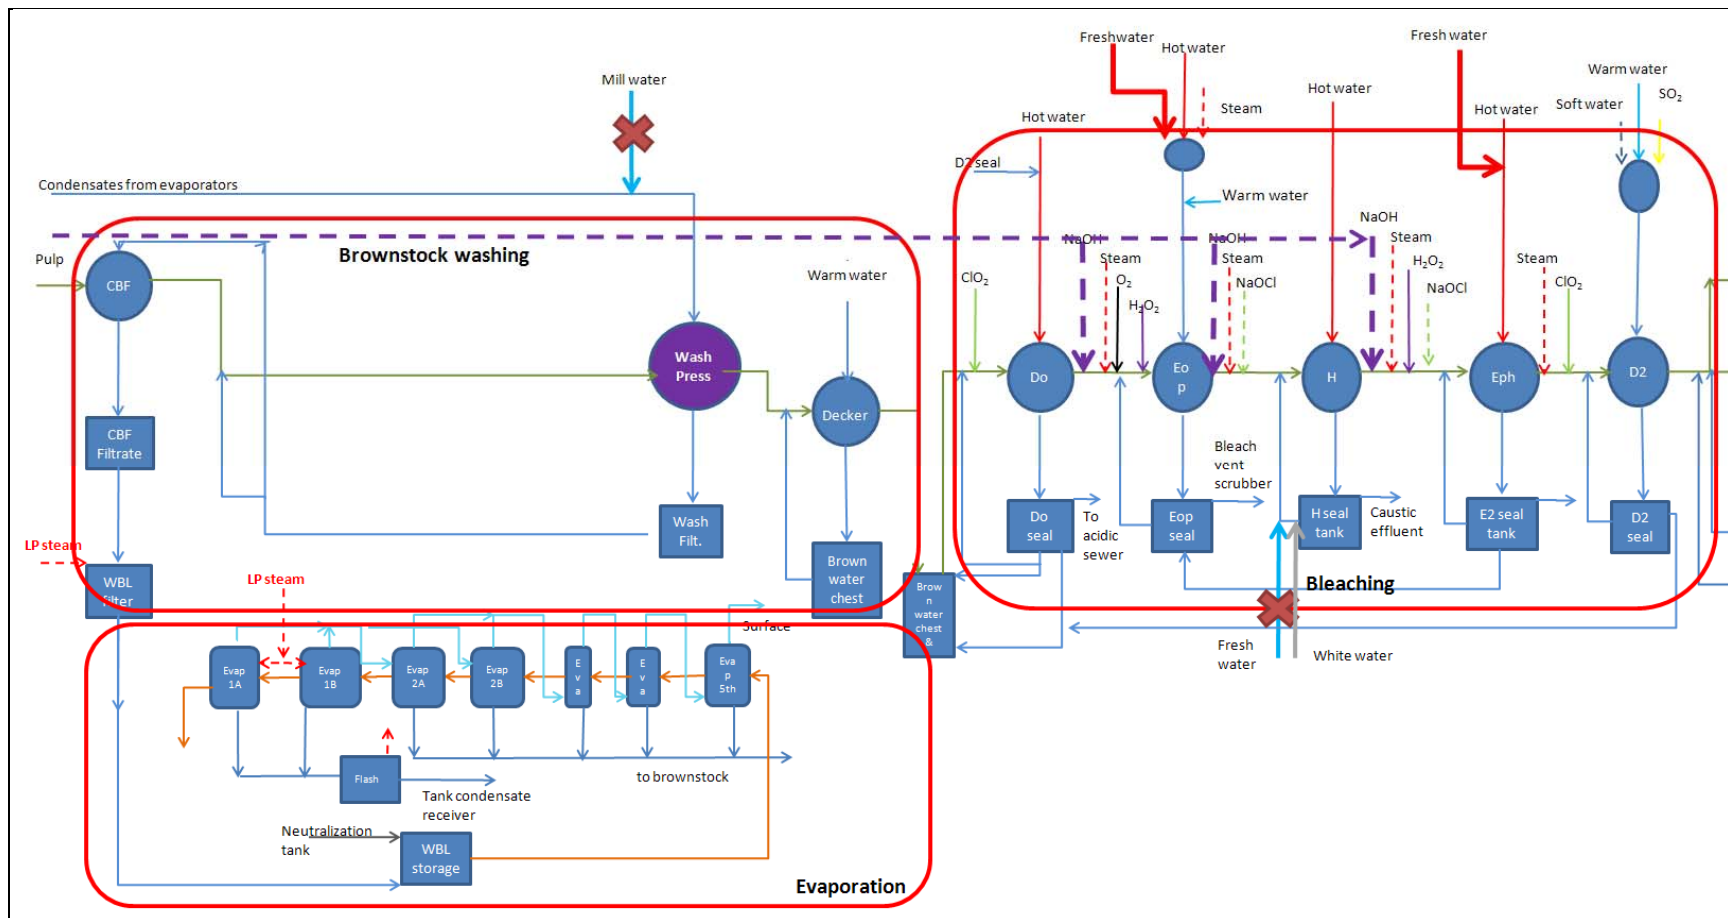 Freshwater
Hot water
Fresh water
Mill water
Steam
Hot water
Hot water
Hot water
Warm water
Soft water
SO2
D2 seal
Condensates from evaporators
Warm water
Pulp
Brownstock washing
Warm water
NaOH
Steam
NaOH
Steam
NaOH
Steam
CBF
ClO2
O2
H2O2
NaOCl
H2O2
NaOCl
Steam
ClO2
Wash
Press
Decker
Do
Eo
p
H
Eph
D2
CBF
Filtrate
Wash
Filt.
Brown
water
chest
Do
seal
To
acidic
sewer
Eop
seal
Bleach
vent
scrubber
H seal
tank
Caustic
effluent
E2 seal
tank
D2
seal
LP steam
WBL
filter
LP steam
Brow
n
water
chest
&
Bleaching
Fresh
water
White water
Surface
Evap
1A
Evap
1B
Evap
2A
Evap
2B
E
v
a
E
v
a
Eva
p
5th
Flash
Tank condensate
receiver
to brownstock
Neutralization
tank
WBL
storage
Evaporation